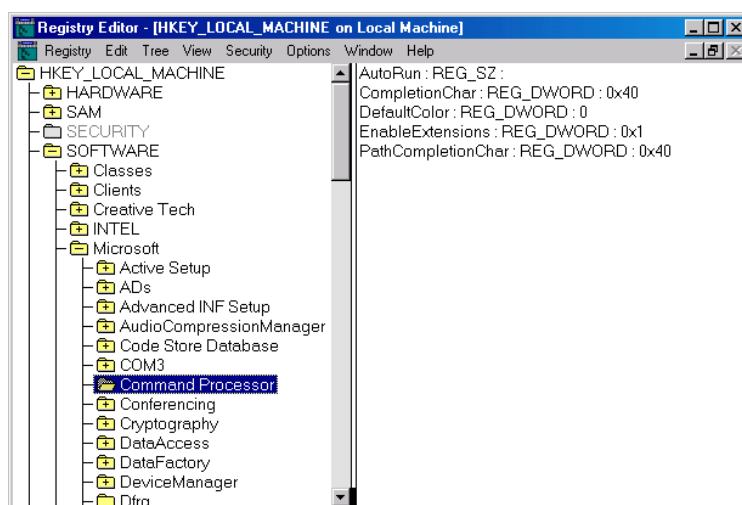 Registry Editor - [HKEY_LOCAL_MACHINE on Local Machine]
Registry Edit Tree View Security Options Window Help
HKEY_LOCAL_MACHINE
HARDWARE
SAM
SECURITY
SOFTWARE
Classes
Clients
Creative Tech
INTEL
Microsoft
Active Setup
ADs
Advanced INF Setup
AudioCompressionManager
Code Store Database
COM3
Command Processor
Conferencing
Cryptography
DataAccess
DataFactory
DeviceManager
Dfrg
AutoRun : REG_SZ :
CompletionChar : REG_DWORD : 0x40
DefaultColor : REG_DWORD : 0
EnableExtensions : REG_DWORD : 0x1
PathCompletionChar : REG_DWORD : 0x40